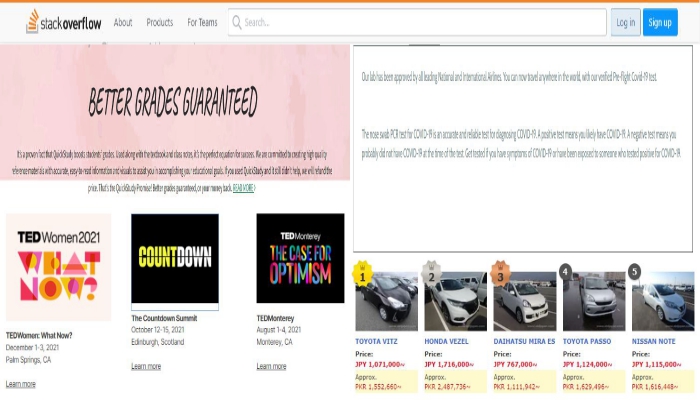 stackoverflow
About
Products
For Teams
Search...
Log in
Sign up
BETTER GRADES GUARANTEED
It's a proven fact that QuickStudy boosts students' grades. Used along with the textbook and class notes, it's the perfect equation for success. We are committed to creating high quality
reference materials with accurate, easy-to-read information and visuals to assist you in accomplishing your educational goals. If you used QuickStudy and it still didn't help, we will refund the
price. That's the QuickStudy Promise! Better grades guaranteed, or your money back. READ MORE
Our lab has been approved by all leading National and International Airlines. You can now travel anywhere in the world, with our verified Pre-flight Covid-19 test.
The nose swab PCR test for COVID-19 is an accurate and reliable test for diagnosing COVID-19. A positive test means you likely have COVID-19. A negative test means you
probably did not have COVID-19 at the time of the test. Get tested if you have symptoms of COVID-19 or have been exposed to someone who tested positive for COVID-19.
TEDWomen2021
WHAT
NOW?
TEDWomen: What Now?
December 1-3, 2021
Palm Springs, CA
Learn more
COUNTDOWN
The Countdown Summit
October 12-15, 2021
Edinburgh, Scotland
Learn more
TEDMonterey
THE CASE FOR
OPTIMISM
TEDMonterey
August 1-4, 2021
Monterey, CA
Learn more
1
TOYOTA VITZ
Price:
JPY 1,071,000~
Approx.
PKR 1,552,660~
2
HONDA VEZEL
Price:
JPY 1,716,000~
Approx.
PKR 2,487,736~
3
DAIHATSU MIRA ES
Price:
JPY 767,000~
Approx.
PKR 1,111,942~
4
TOYOTA PASSO
Price:
JPY 1,124,000~
Approx.
PKR 1,629,496~
5
NISSAN NOTE
Price:
JPY 1,115,000~
Approx.
PKR 1,616,448~